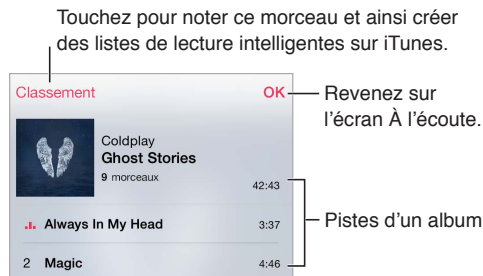 Touchez pour noter ce morceau et ainsi créer
des listes de lecture intelligentes sur iTunes.
Classement
OK
Revenez sur
l'écran À l'écoute.
Coldplay
Ghost Stories
9 morceaux
42:43
Always In My Head
3:37
Pistes d'un album
2 Magic
4:46